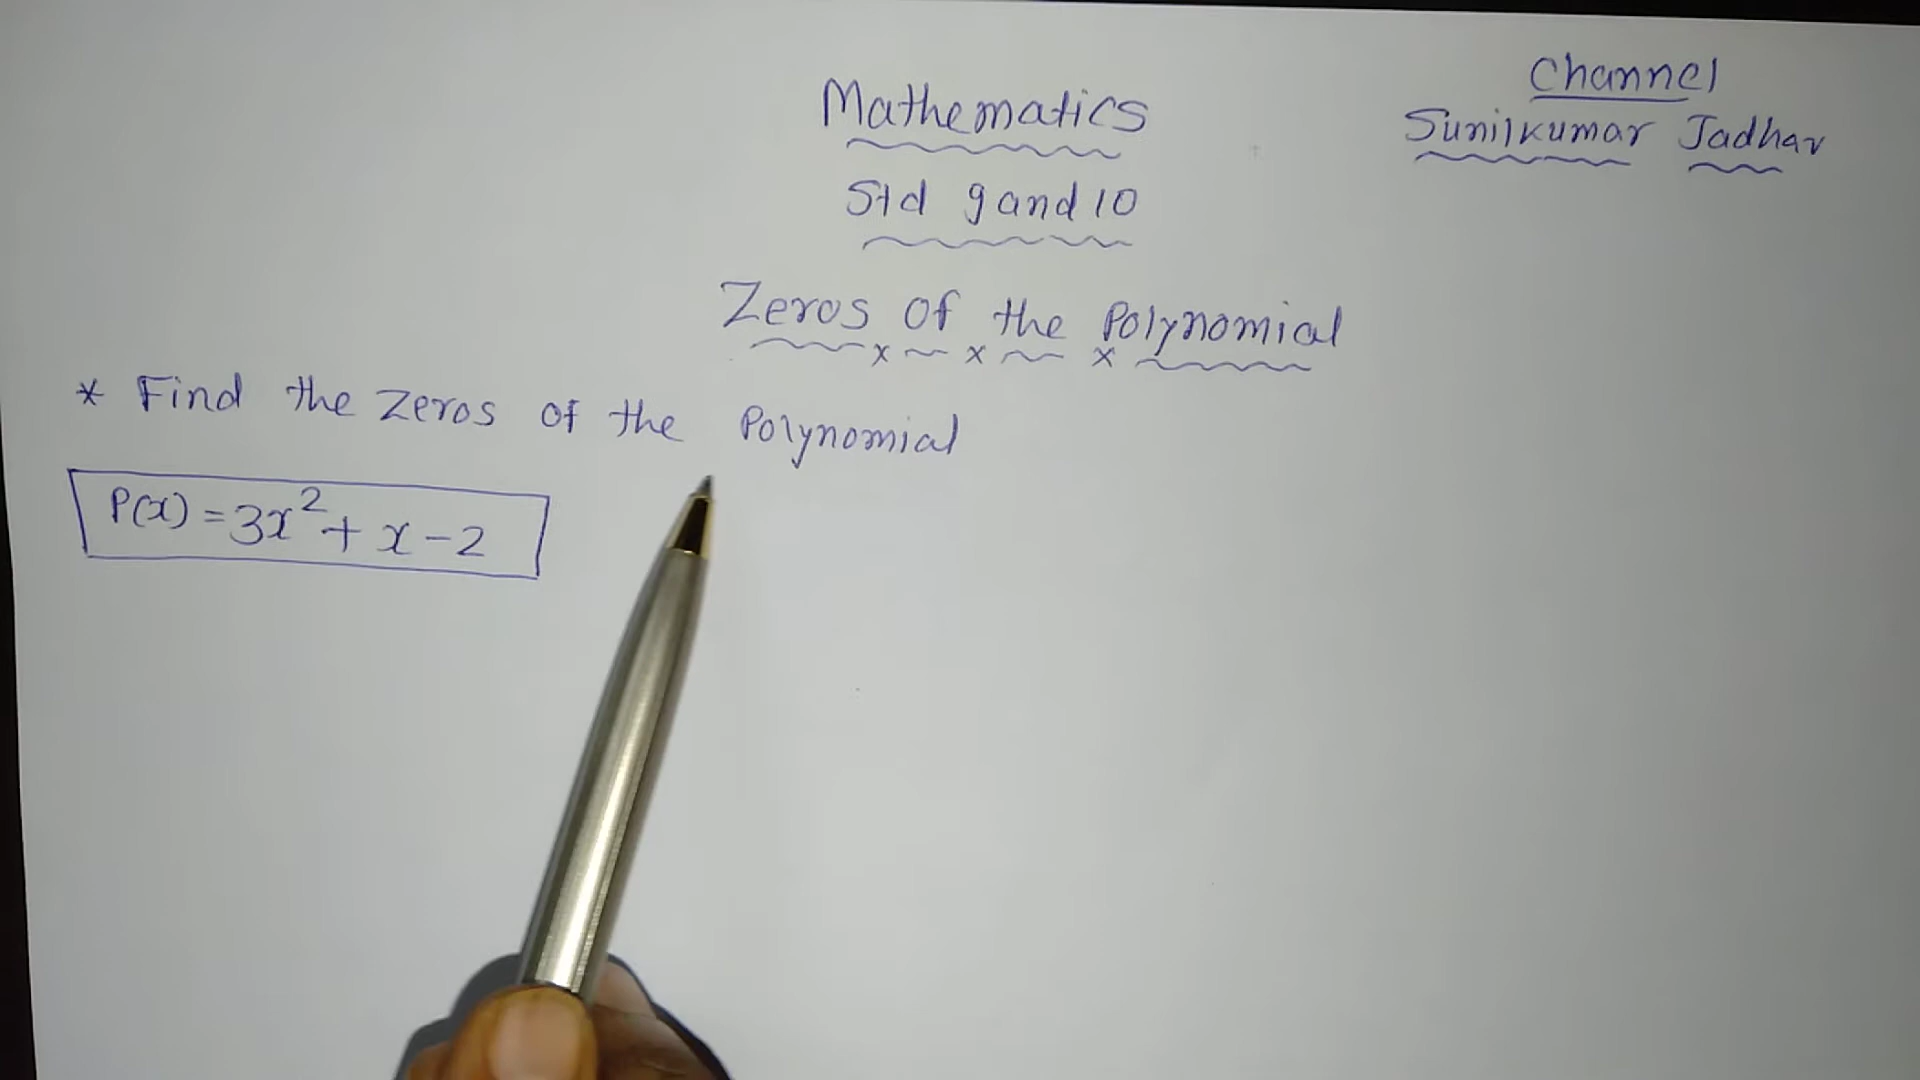 Channel
Sunilkumar Jadhav
Mathematics
Std 9 and 10
Zeros of the Polynomial
* Find the zeros of the Polynomial
P(x) = 3x² + x - 2